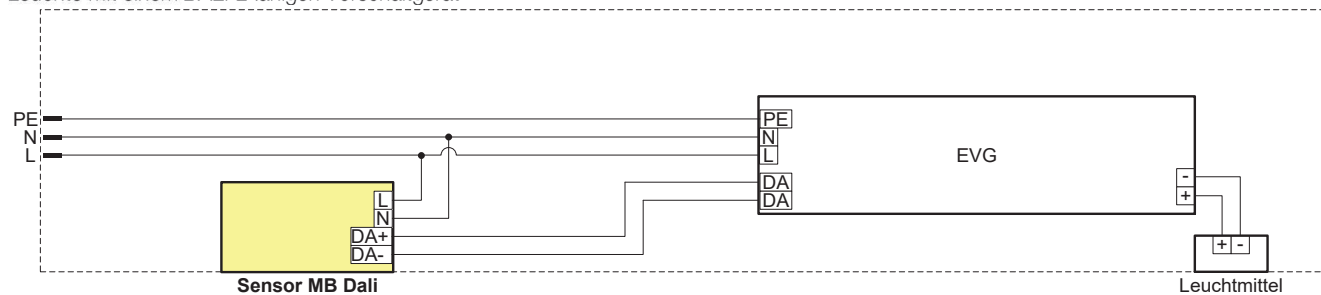 PE
N
L
PE
N
L
DA
DA
EVG
-
+
L
N
DA+
DA-
+ -
Sensor MB Dali
Leuchtmittel